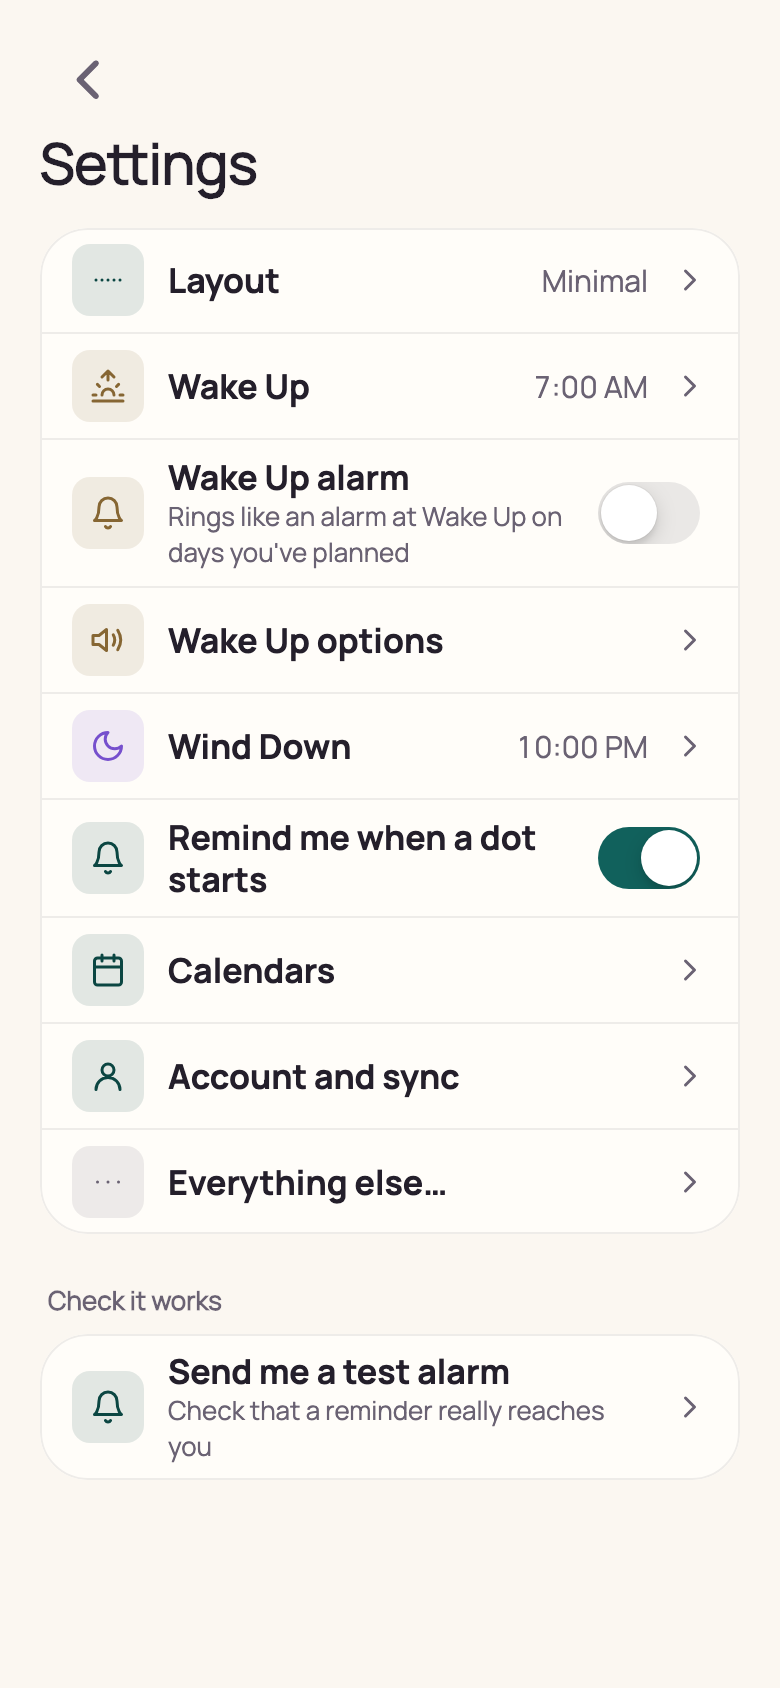 Settings
Layout
Minimal
Wake Up
7:00 AM
Wake Up alarm
Rings like an alarm at Wake Up on
days you've planned
Wake Up options
Wind Down
10:00 PM
Remind me when a dot
starts
Calendars
Account and sync
Everything else...
Check it works
Send me a test alarm
Check that a reminder really reaches
you